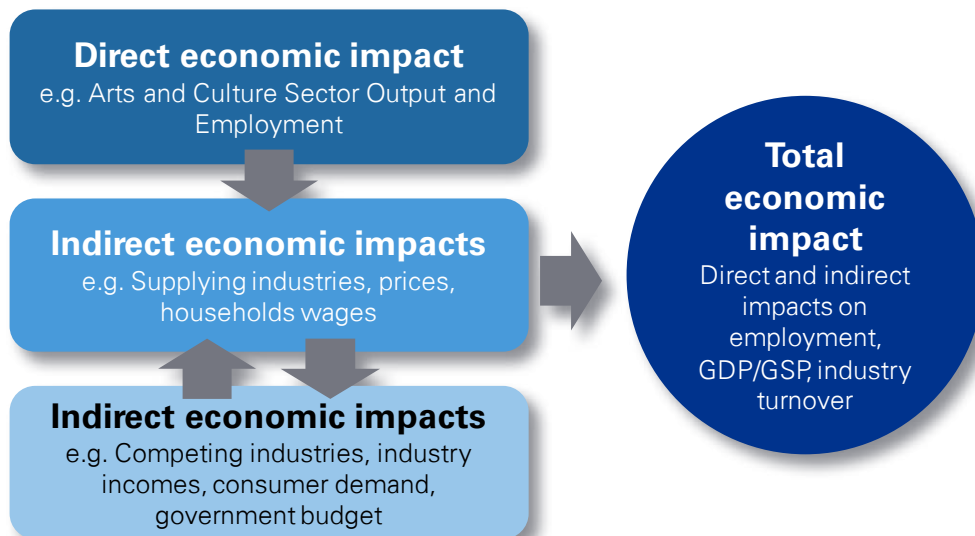 Direct economic impact
e.g. Arts and Culture Sector Output and
Employment
Indirect economic impacts
e.g. Supplying industries, prices,
households wages
Indirect economic impacts
e.g. Competing industries, industry
incomes, consumer demand,
government budget
Total
economic
impact
Direct and indirect
impacts on
employment,
GDP/GSP, industry
turnover